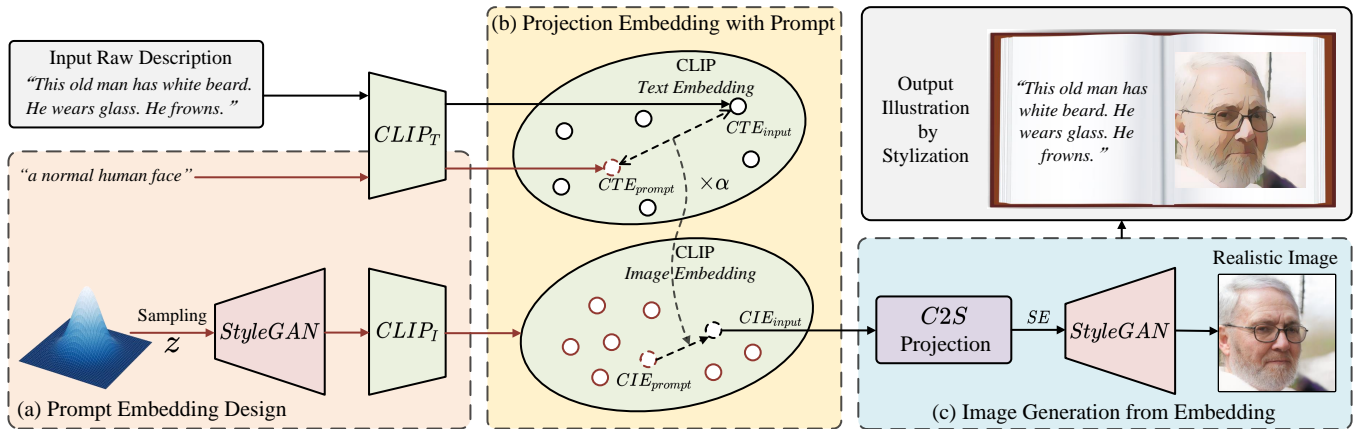 Input Raw Description
“This old man has white beard.
He wears glass. He frowns. ”
“a normal human face”
CLIP_T
Sampling
z
StyleGAN
CLIP_I
(a) Prompt Embedding Design
(b) Projection Embedding with Prompt
CLIP
Text Embedding
CTE_input
CTE_prompt
×α
CLIP
Image Embedding
CIE_input
CIE_prompt
Output
Illustration
by
Stylization
“This old man has
white beard. He
wears glass. He
frowns. ”
Realistic Image
C2S
Projection
SE
StyleGAN
(c) Image Generation from Embedding